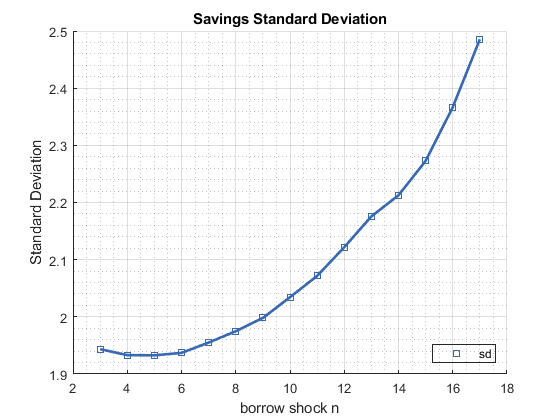 Savings Standard Deviation
2.5
2.4
2.3
2.2
2.1
2
1.9
Standard Deviation
2 4 6 8 10 12 14 16 18
borrow shock n
sd